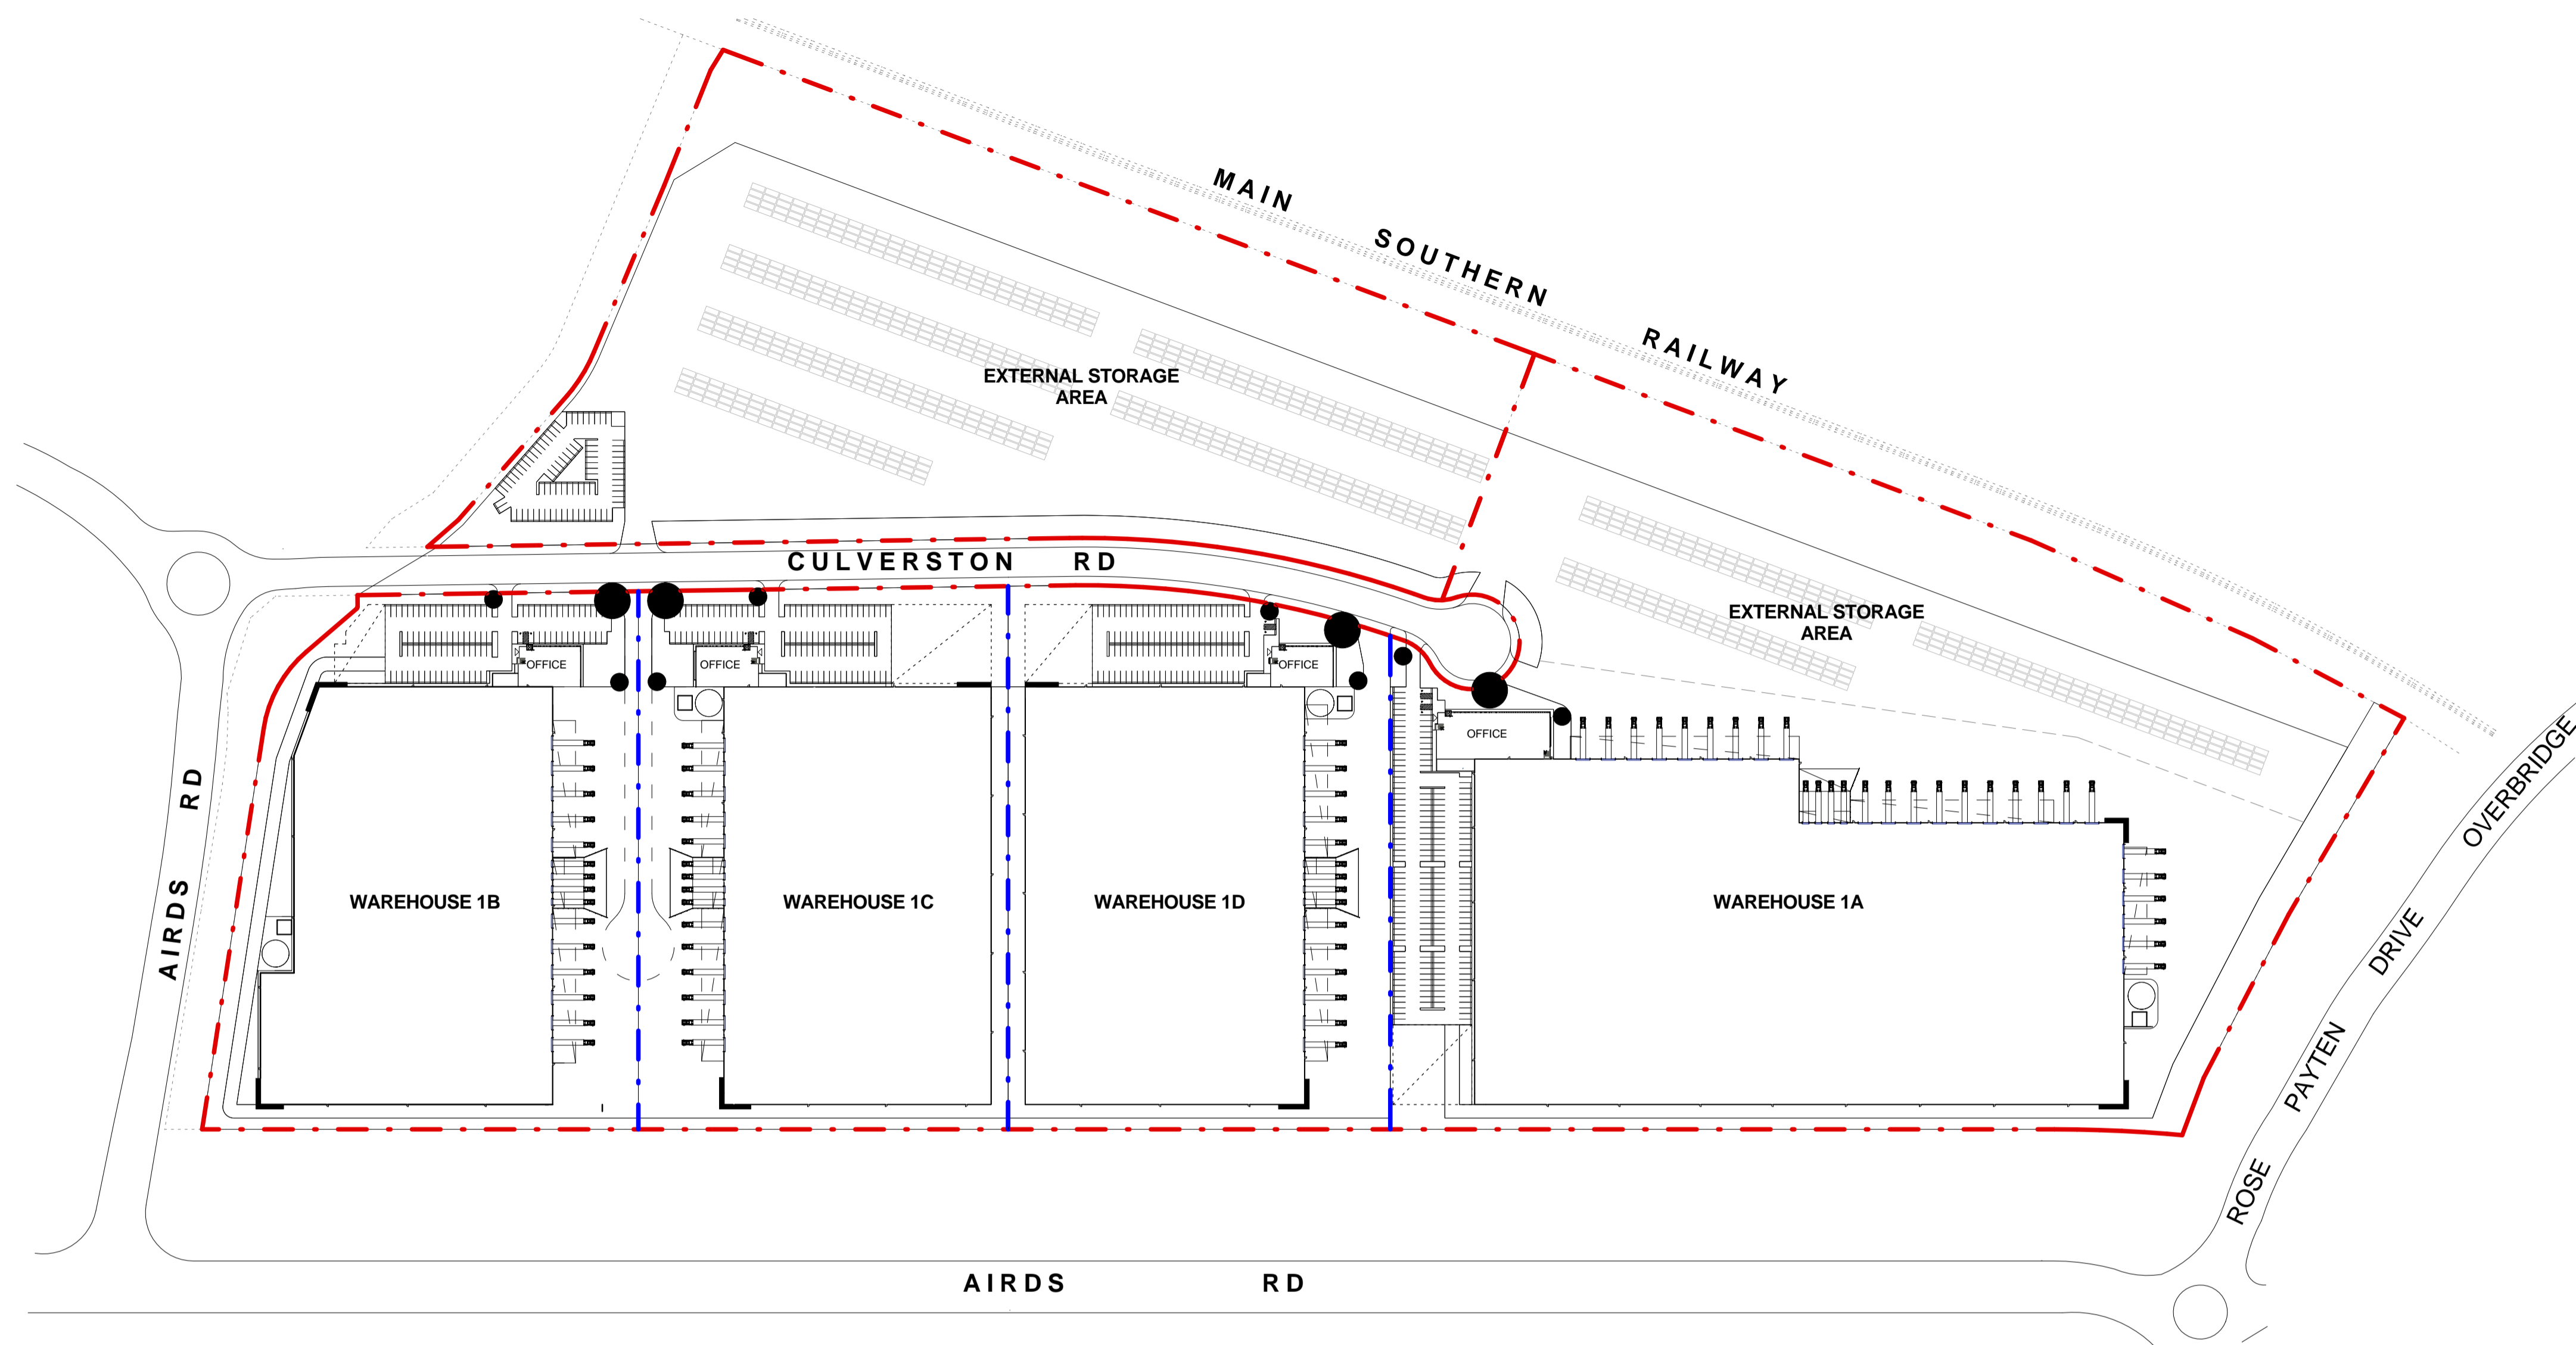 MAIN SOUTHERN RAILWAY
EXTERNAL STORAGE
AREA
CULVERSTON RD
EXTERNAL STORAGE
AREA
OFFICE
OFFICE
OFFICE
OFFICE
AIRDS RD
WAREHOUSE 1B
WAREHOUSE 1C
WAREHOUSE 1D
WAREHOUSE 1A
ROSE PAYTEN DRIVE OVERBRIDGE
AIRDS RD